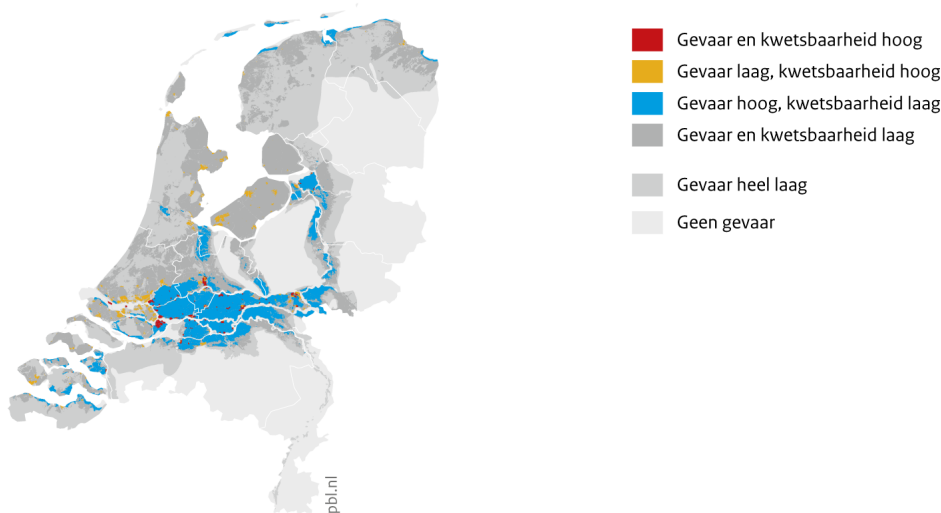 Gevaar en kwetsbaarheid hoog
Gevaar laag, kwetsbaarheid hoog
Gevaar hoog, kwetsbaarheid laag
Gevaar en kwetsbaarheid laag
Gevaar heel laag
Geen gevaar
pbl.nl